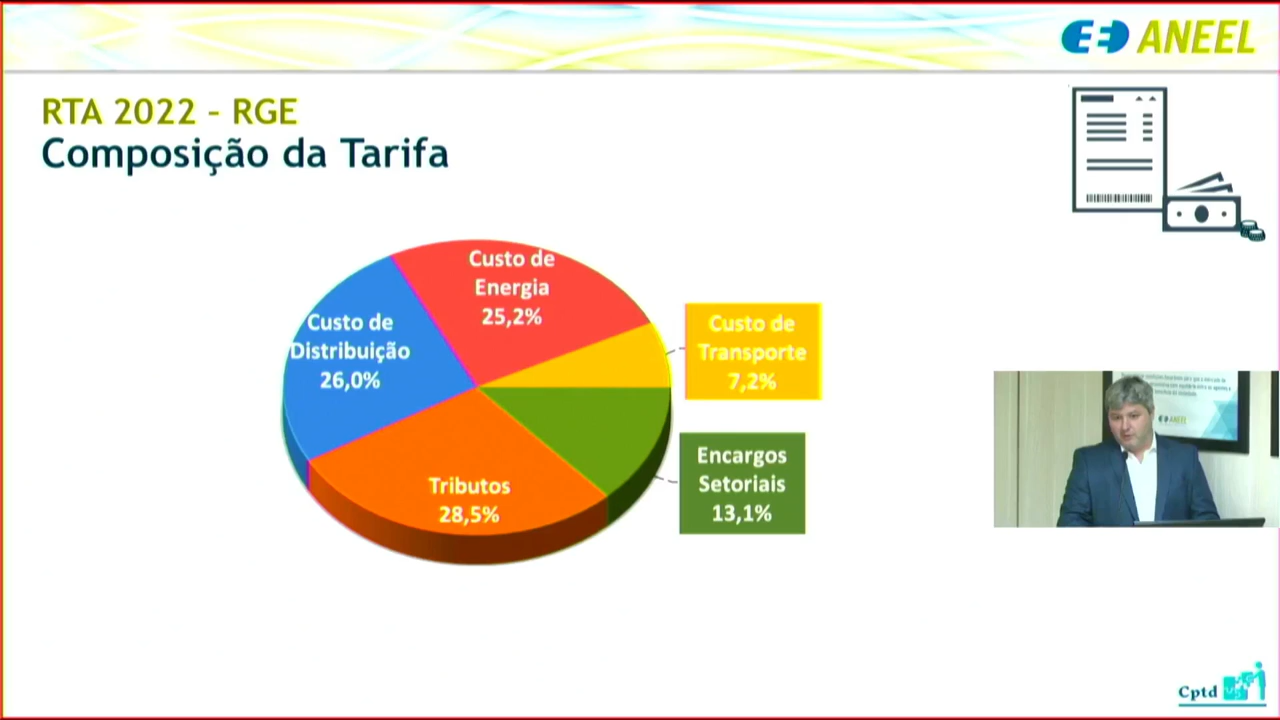 ANEEL
RTA 2022 – RGE
Composição da Tarifa
Custo de
Energia
25,2%
Custo de
Distribuição
26,0%
Custo de
Transporte
7,2%
Encargos
Setoriais
13,1%
Tributos
28,5%
ANEEL
Cptd